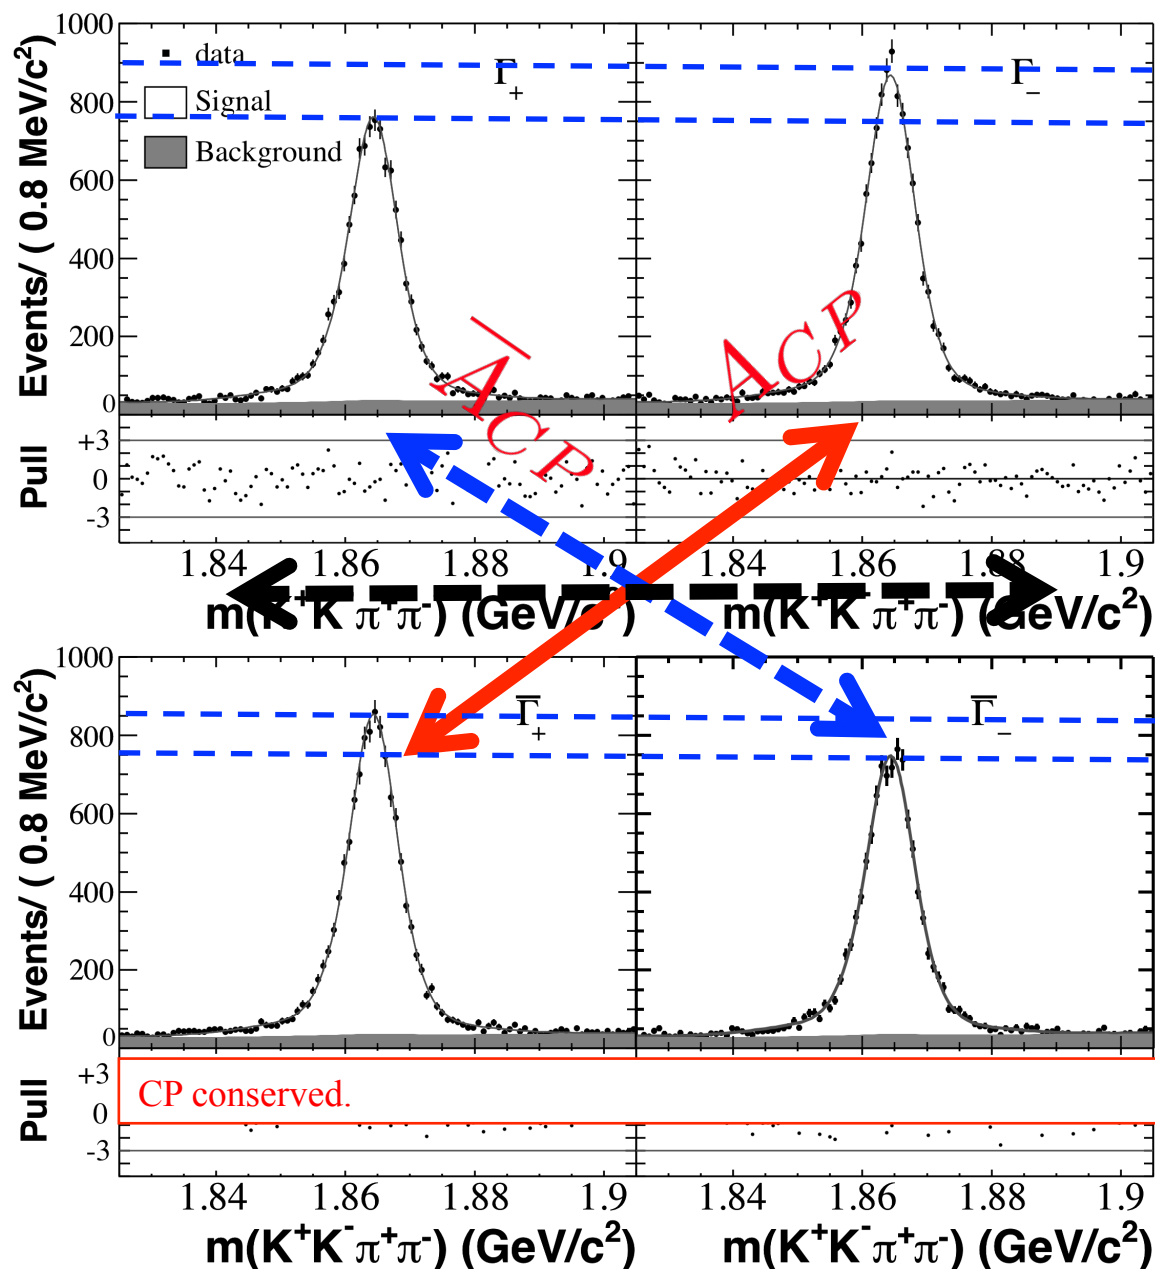 1000
800
600
400
200
0
Events/ ( 0.8 MeV/c²)
data
Signal
Background
Γ₊
Γ₋
A̅CP
ACP
Pull
+3
0
-3
1.84 1.86 1.88 1.9
1.84 1.86 1.88 1.9
m(K⁺K⁻π⁺π⁻) (GeV/c²)
m(K⁺K⁻π⁺π⁻) (GeV/c²)
1000
800
600
400
200
0
Events/ ( 0.8 MeV/c²)
Γ̅₊
Γ̅₋
Pull
+3
0
-3
CP conserved.
1.84 1.86 1.88 1.9
1.84 1.86 1.88 1.9
m(K⁺K⁻π⁺π⁻) (GeV/c²)
m(K⁺K⁻π⁺π⁻) (GeV/c²)